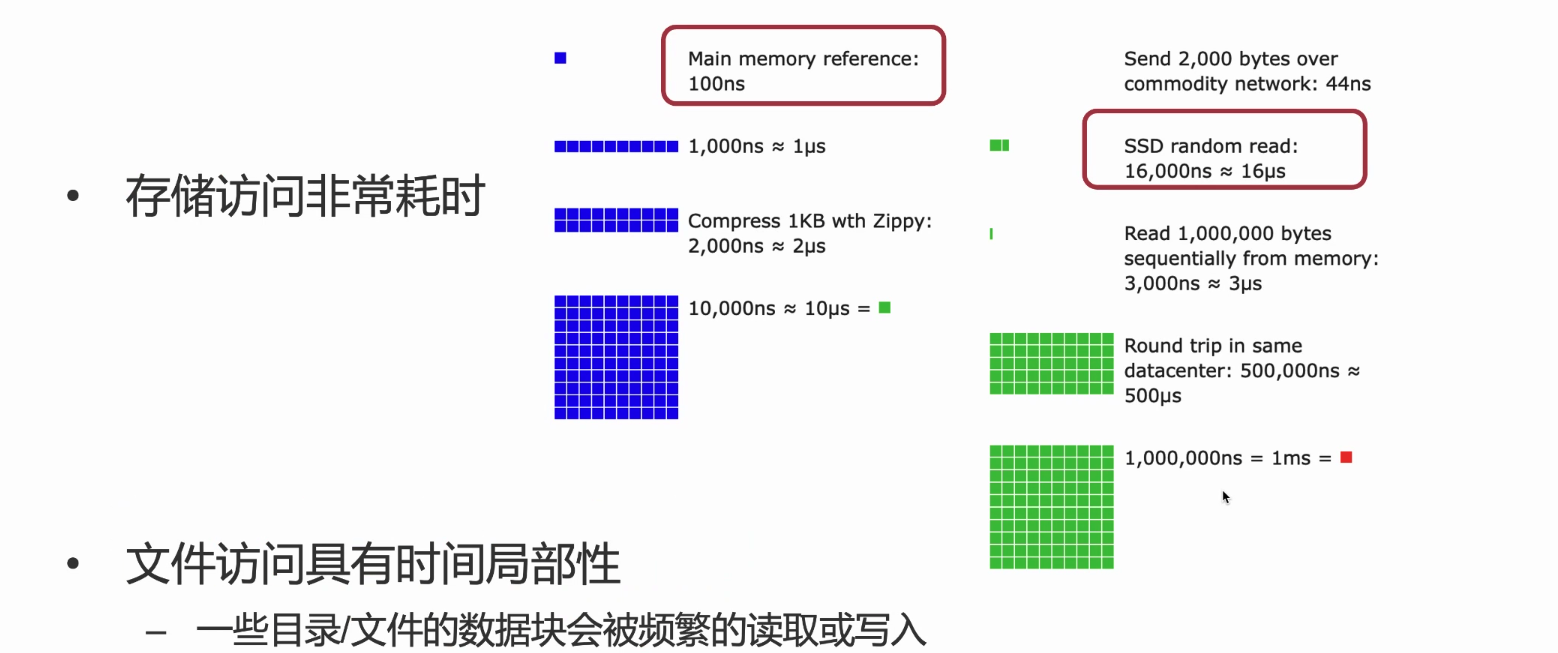 • 存储访问非常耗时
Main memory reference:
100ns
1,000ns ≈ 1μs
Compress 1KB wth Zippy:
2,000ns ≈ 2μs
10,000ns ≈ 10μs =
Send 2,000 bytes over
commodity network: 44ns
SSD random read:
16,000ns ≈ 16μs
Read 1,000,000 bytes
sequentially from memory:
3,000ns ≈ 3μs
Round trip in same
datacenter: 500,000ns ≈
500μs
1,000,000ns = 1ms =
• 文件访问具有时间局部性
– 一些目录/文件的数据块会被频繁的读取或写入